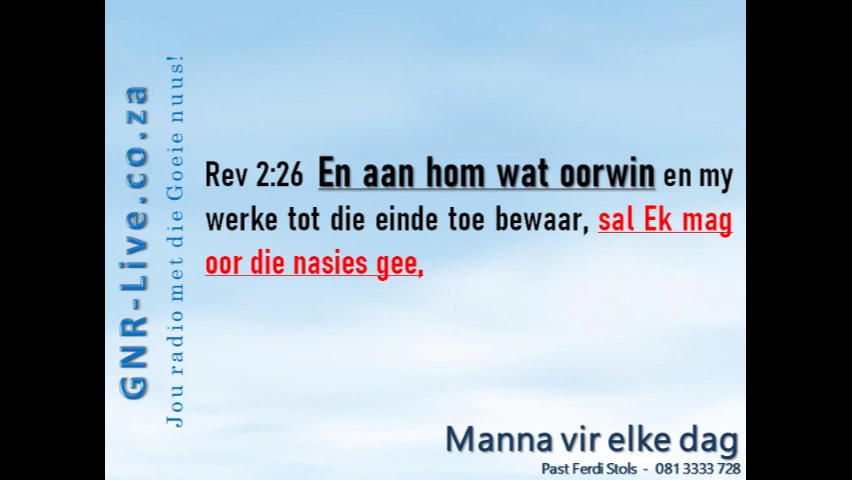 GNR-Live.co.za
Jou radio met die Goeie nuus!
Rev 2:26 En aan hom wat oorwin en my
werke tot die einde toe bewaar, sal Ek mag
oor die nasies gee,
Manna vir elke dag
Past Ferdi Stols - 081 3333 728